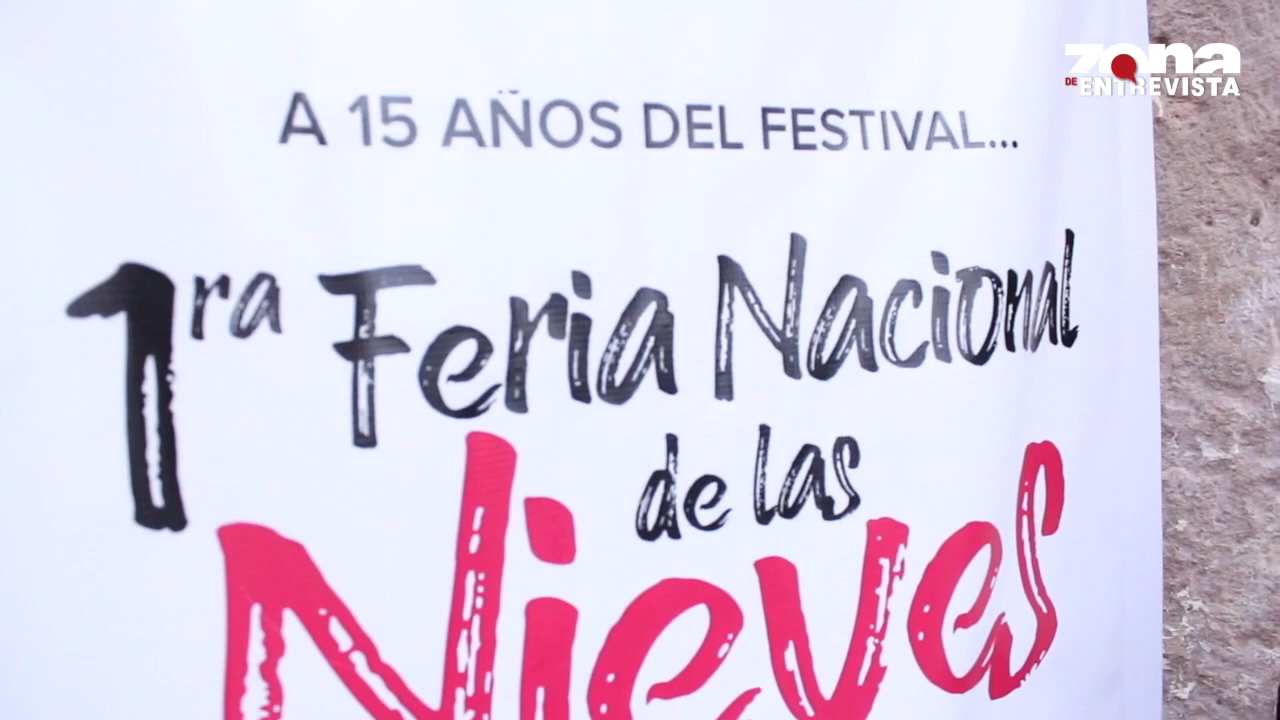 zona
DE ENTREVISTA
A 15 AÑOS DEL FESTIVAL...
1ra Feria Nacional
de las
Nieves